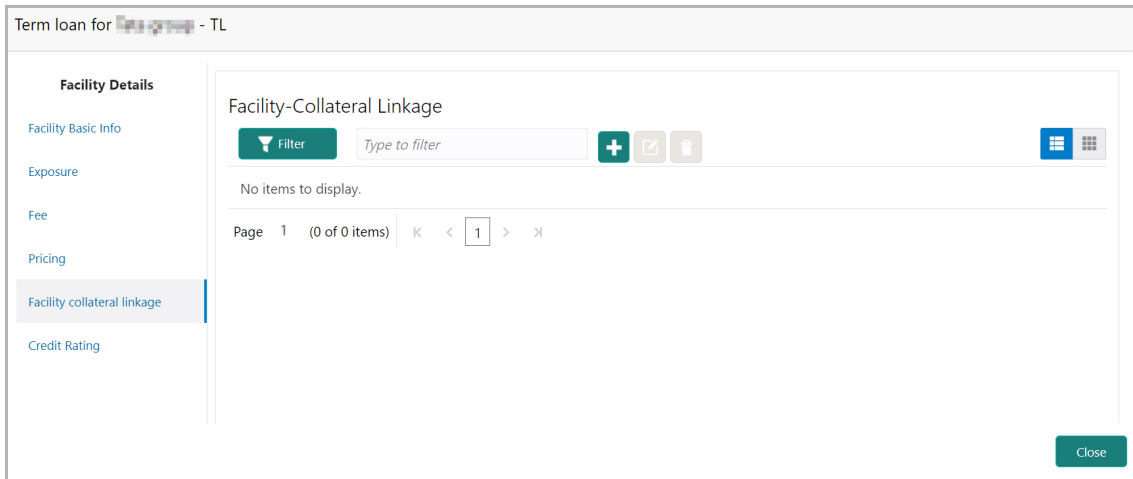 Term loan for - TL
Facility Details
Facility Basic Info
Exposure
Fee
Pricing
Facility collateral linkage
Credit Rating
Facility-Collateral Linkage
Filter
Type to filter
No items to display.
Page 1 (0 of 0 items) 1
Close